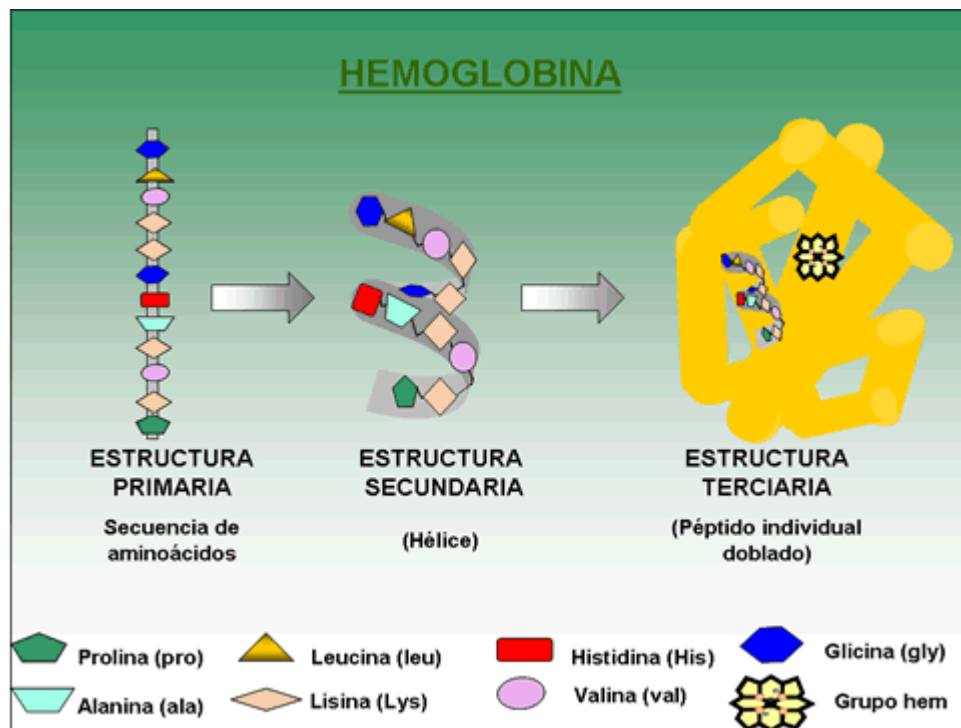 HEMOGLOBINA
ESTRUCTURA
PRIMARIA
Secuencia de
aminoácidos
ESTRUCTURA
SECUNDARIA
(Hélice)
ESTRUCTURA
TERCIARIA
(Péptido individual
doblado)
Prolina (pro)
Leucina (leu)
Histidina (His)
Glicina (gly)
Alanina (ala)
Lisina (Lys)
Valina (val)
Grupo hem